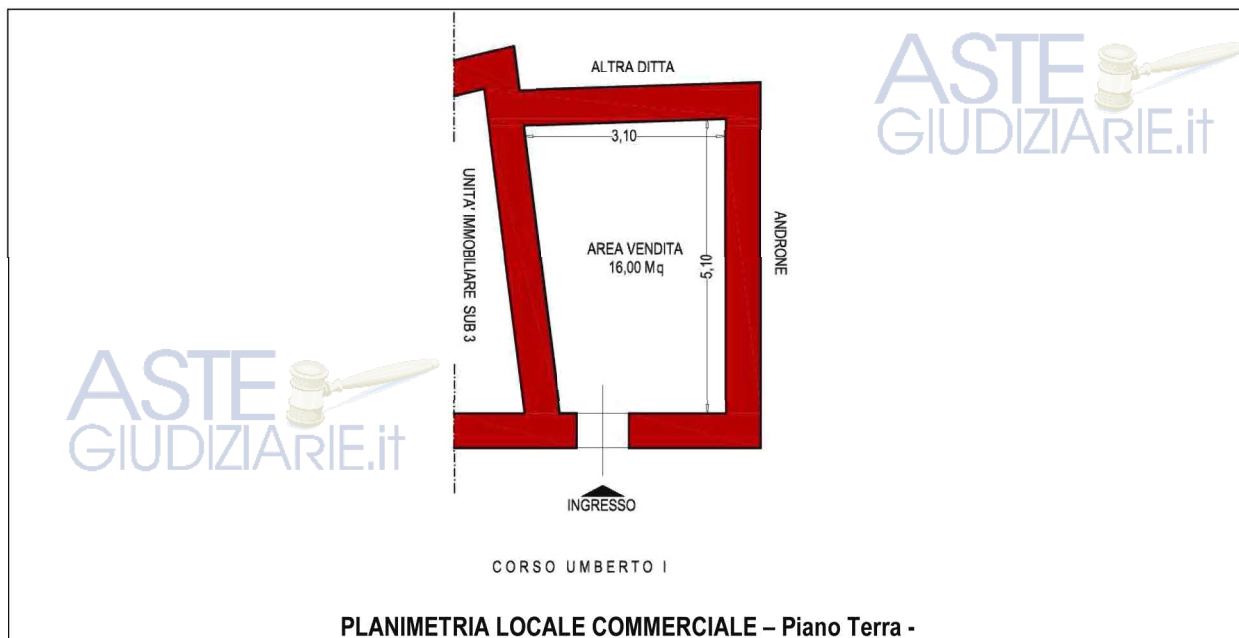 ASTE
GIUDIZIARIE.it
ALTRA DITTA
3,10
UNITA' IMMOBILIARE SUB 3
AREA VENDITA
16,00 Mq
5,10
ANDRONE
ASTE
GIUDIZIARIE.it
INGRESSO
CORSO UMBERTO I
PLANIMETRIA LOCALE COMMERCIALE – Piano Terra -